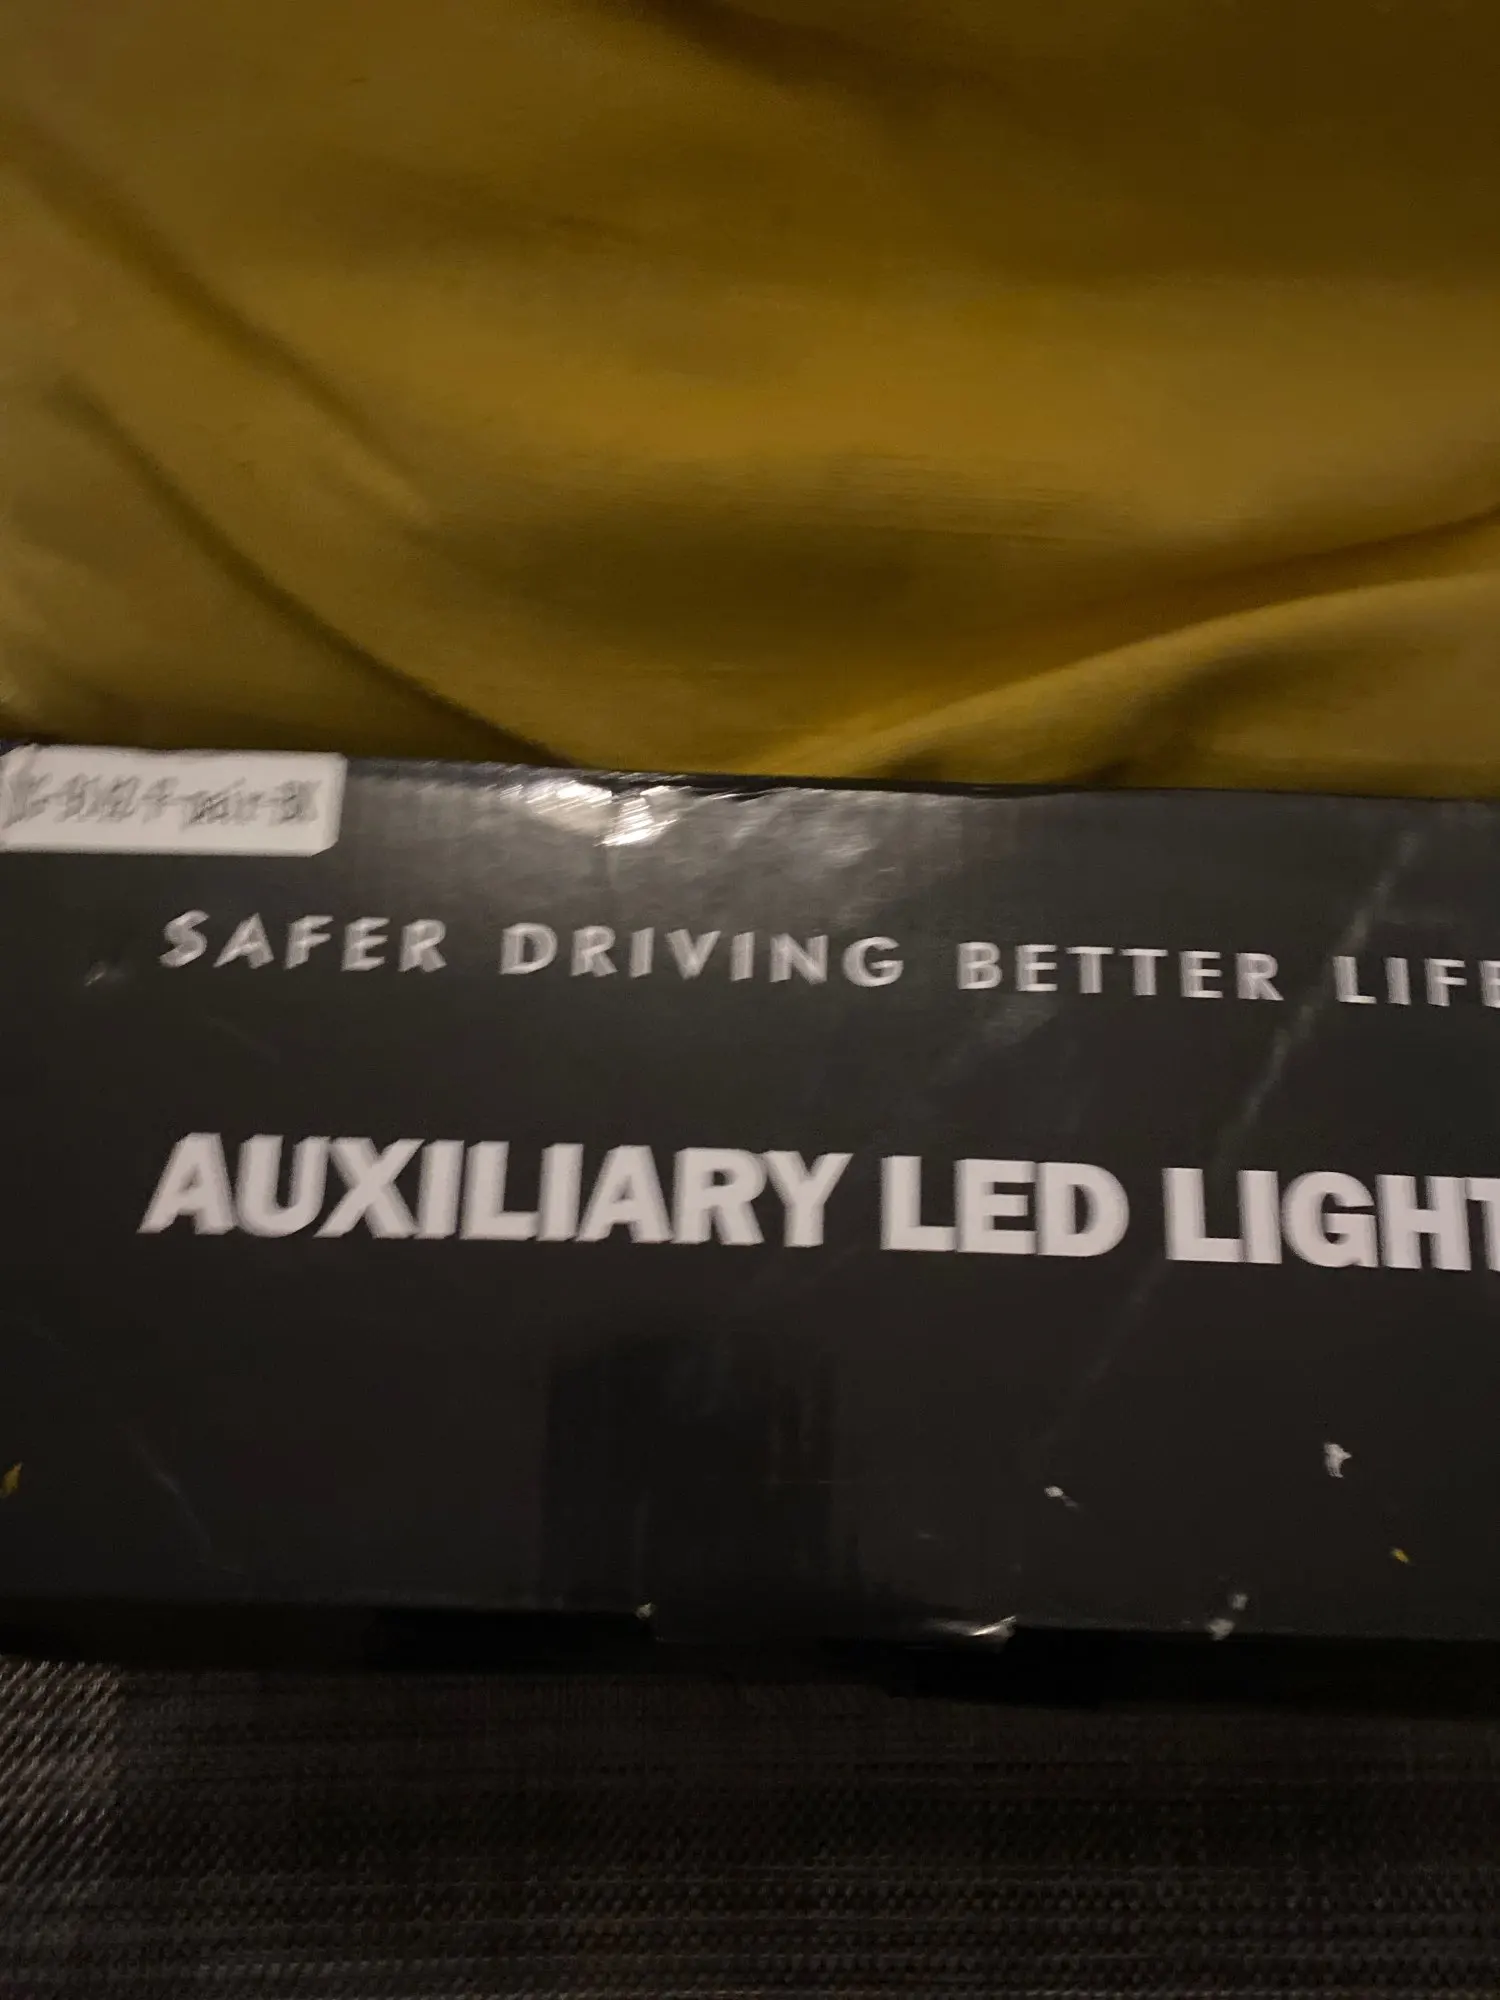 SAFER DRIVING BETTER LIFE
AUXILIARY LED LIGHT